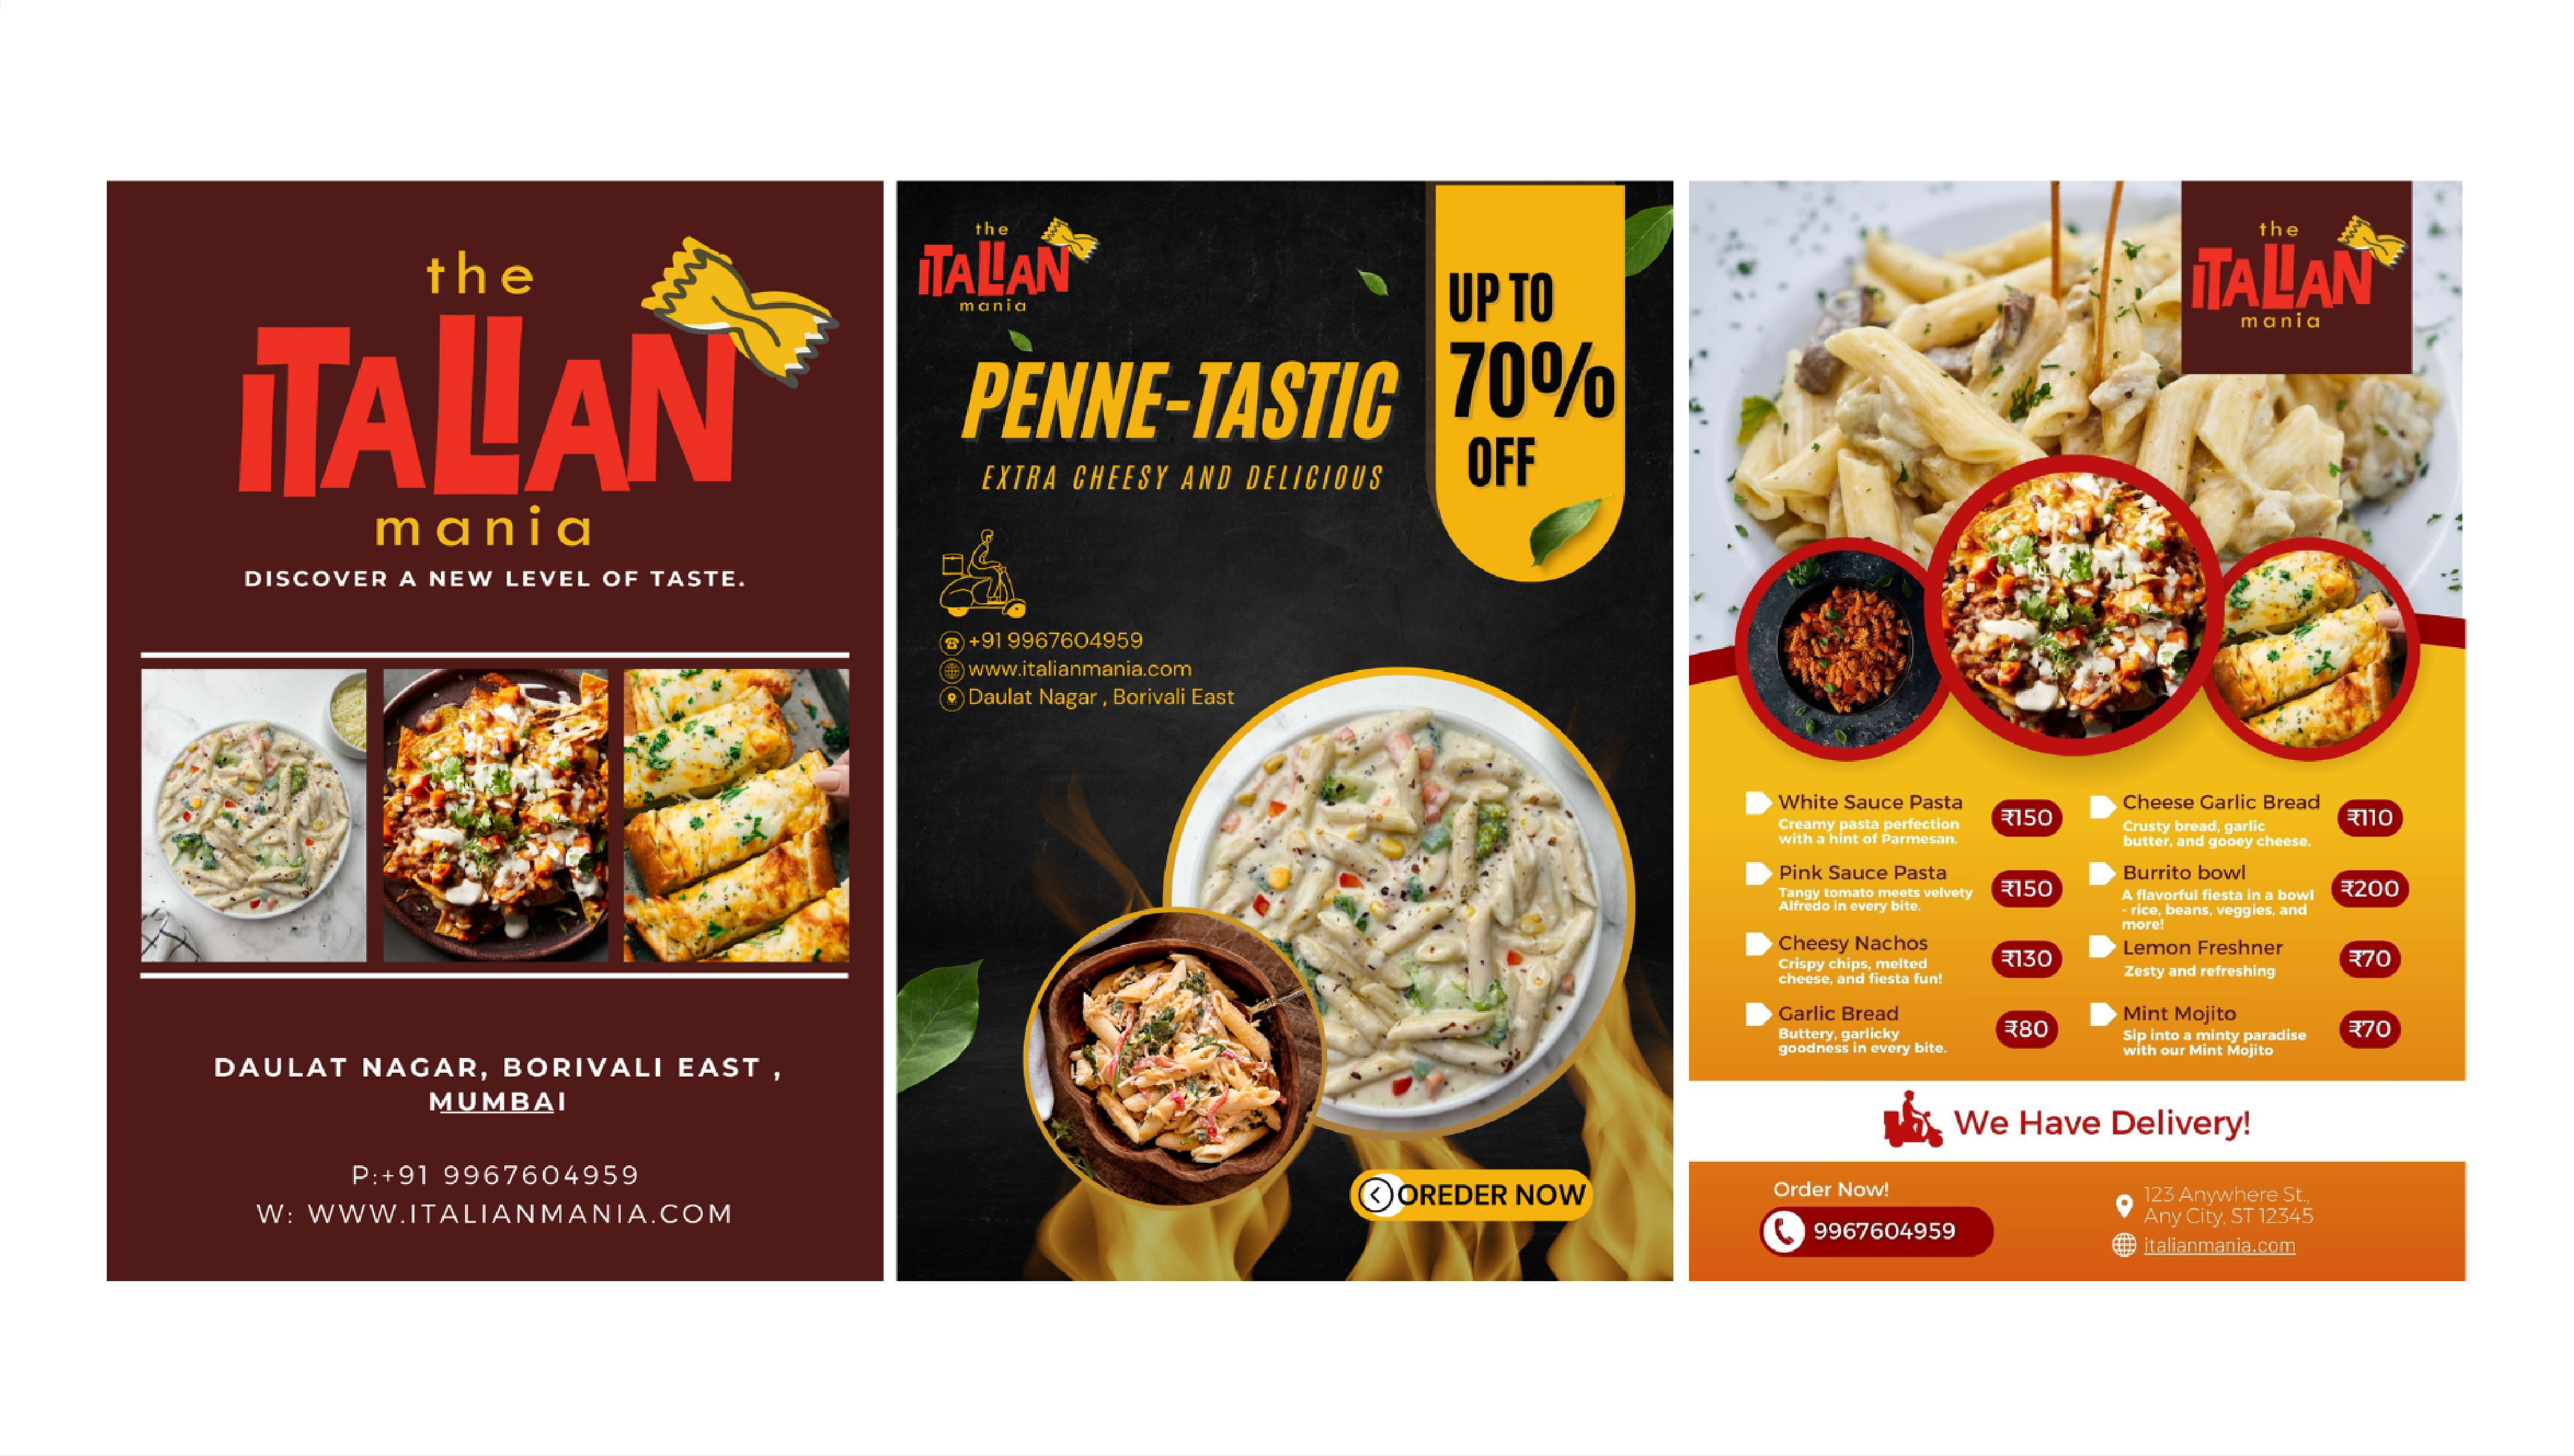 the
ITALIAN
mania
DISCOVER A NEW LEVEL OF TASTE.
DAULAT NAGAR, BORIVALI EAST ,
MUMBAI
P:+91 9967604959
W: WWW.ITALIANMANIA.COM
the
ITALIAN
mania
UP TO
70%
OFF
PENNE-TASTIC
EXTRA CHEESY AND DELICIOUS
+91 9967604959
www.italianmania.com
Daulat Nagar , Borivali East
OREDER NOW
the
ITALIAN
mania
White Sauce Pasta
Creamy pasta perfection
with a hint of Parmesan.
₹150
Pink Sauce Pasta
Tangy tomato meets velvety
Alfredo in every bite.
₹150
Cheesy Nachos
Crispy chips, melted
cheese, and fiesta fun!
₹130
Garlic Bread
Buttery, garlicky
goodness in every bite.
₹80
Cheese Garlic Bread
Crusty bread, garlic
butter, and gooey cheese.
₹110
Burrito bowl
A flavorful fiesta in a bowl
- rice, beans, veggies, and
more!
₹200
Lemon Freshner
Zesty and refreshing
₹70
Mint Mojito
Sip into a minty paradise
with our Mint Mojito
₹70
We Have Delivery!
Order Now!
9967604959
123 Anywhere St.,
Any City, ST 12345
italianmania.com